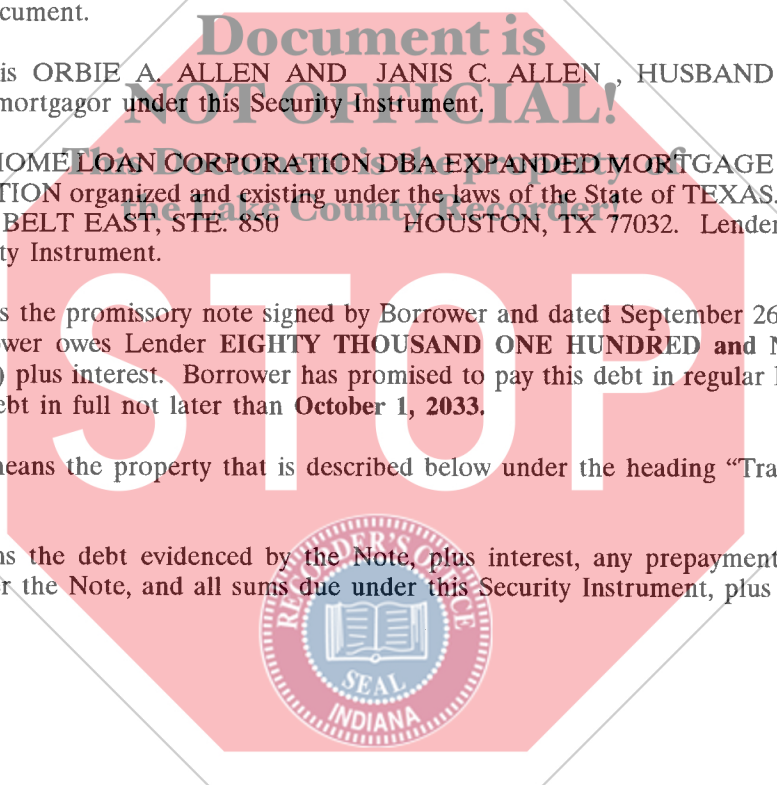 cument.
Document is
is ORBIE A. ALLEN AND JANIS C. ALLEN , HUSBAND
NOT OFFICIAL!
mortgagor under this Security Instrument.
This Document is the property of
HOME LOAN CORPORATION DBA EXPANDED MORTGAGE
TION organized and existing under the laws of the State of TEXAS.
the Lake County Recorder!
BELT EAST, STE. 850 HOUSTON, TX 77032. Lender
ty Instrument.
s the promissory note signed by Borrower and dated September 26
ower owes Lender EIGHTY THOUSAND ONE HUNDRED and N
) plus interest. Borrower has promised to pay this debt in regular
ebt in full not later than October 1, 2033.
STOP
means the property that is described below under the heading “Tra
ns the debt evidenced by the Note, plus interest, any prepayment
r the Note, and all sums due under this Security Instrument, plus
RECORDER'S OFFICE
SEAL
INDIANA